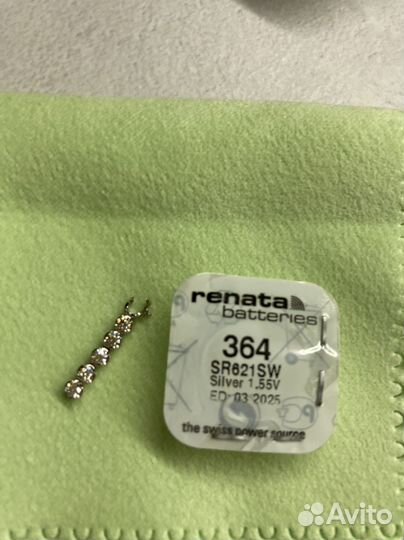 renata
batteries
364
SR621SW
Silver 1.55V
ED: 03 2025
the swiss power source
Avito